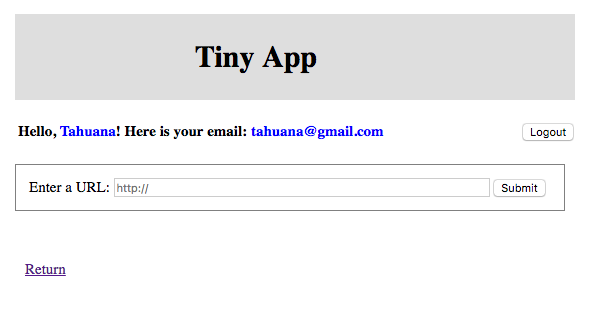 Tiny App
Hello, Tahuana! Here is your email: tahuana@gmail.com Logout
Enter a URL: http:// Submit
Return